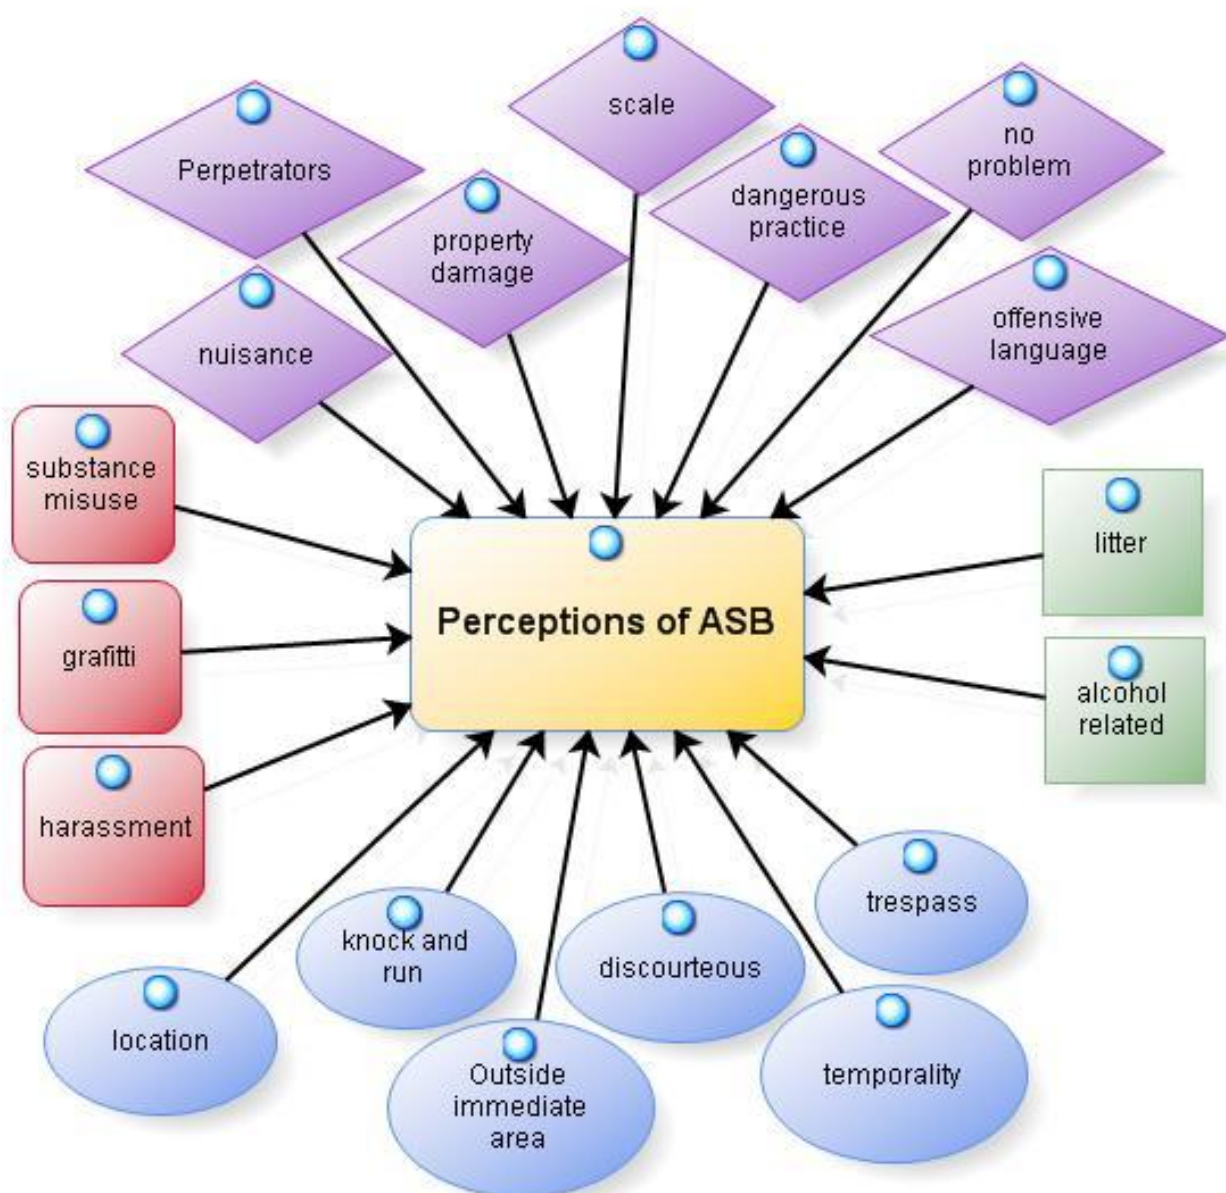 scale
no
problem
Perpetrators
dangerous
practice
property
damage
offensive
language
nuisance
substance
misuse
litter
Perceptions of ASB
grafitti
alcohol
related
harassment
trespass
knock and
run
discourteous
location
Outside
immediate
area
temporality